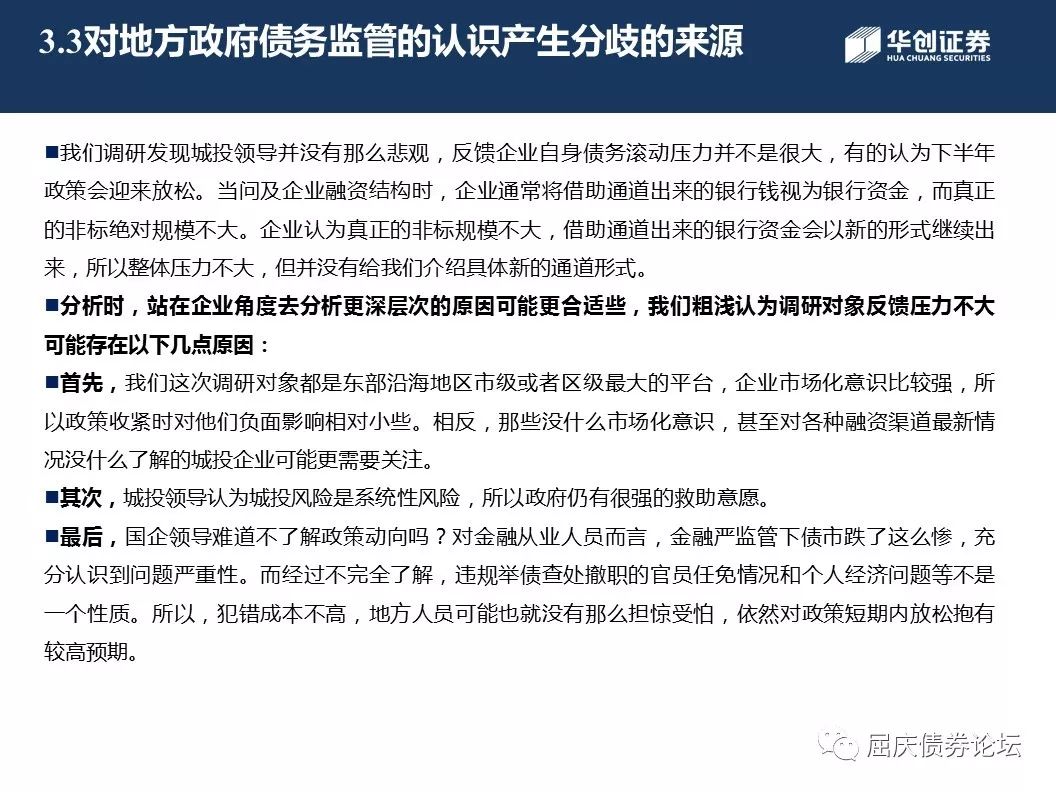 3.3对地方政府债务监管的认识产生分歧的来源
华创证券
HUA CHUANG SECURITIES
■我们调研发现城投领导并没有那么悲观，反馈企业自身债务滚动压力并不是很大，有的认为下半年
政策会迎来放松。当问及企业融资结构时，企业通常将借助通道出来的银行钱视为银行资金，而真正
的非标绝对规模不大。企业认为真正的非标规模不大，借助通道出来的银行资金会以新的形式继续出
来，所以整体压力不大，但并没有给我们介绍具体新的通道形式。
■分析时，站在企业角度去分析更深层次的原因可能更合适些，我们粗浅认为调研对象反馈压力不大
可能存在以下几点原因：
■首先，我们这次调研对象都是东部沿海地区市级或者区级最大的平台，企业市场化意识比较强，所
以政策收紧时对他们负面影响相对小些。相反，那些没什么市场化意识，甚至对各种融资渠道最新情
况没什么了解的城投企业可能更需要关注。
■其次，城投领导认为城投风险是系统性风险，所以政府仍有很强的救助意愿。
■最后，国企领导难道不了解政策动向吗？对金融从业人员而言，金融严监管下债市跌了这么惨，充
分认识到问题严重性。而经过不完全了解，违规举债查处撤职的官员任免情况和个人经济问题等不是
一个性质。所以，犯错成本不高，地方人员可能也就没有那么担惊受怕，依然对政策短期内放松抱有
较高预期。
屈庆债券论坛